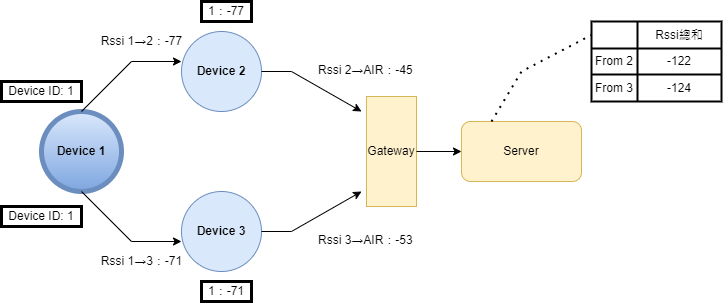 1：-77
Rssi 1→2：-77
Device 2
Rssi 2→AIR：-45
Device ID: 1
Device 1
Gateway
Server
Device ID: 1
Device 3
Rssi 3→AIR：-53
Rssi 1→3：-71
1：-71
Rssi總和
From 2 -122
From 3 -124